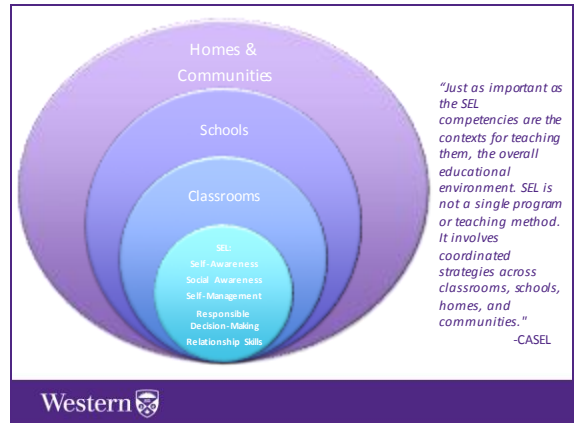 Homes &
Communities
Schools
Classrooms
SEL:
Self-Awareness
Social Awareness
Self-Management
Responsible
Decision-Making
Relationship Skills
“Just as important as
the SEL
competencies are the
contexts for teaching
them, the overall
educational
environment. SEL is
not a single program
or teaching method.
It involves
coordinated
strategies across
classrooms, schools,
homes, and
communities."
-CASEL
Western